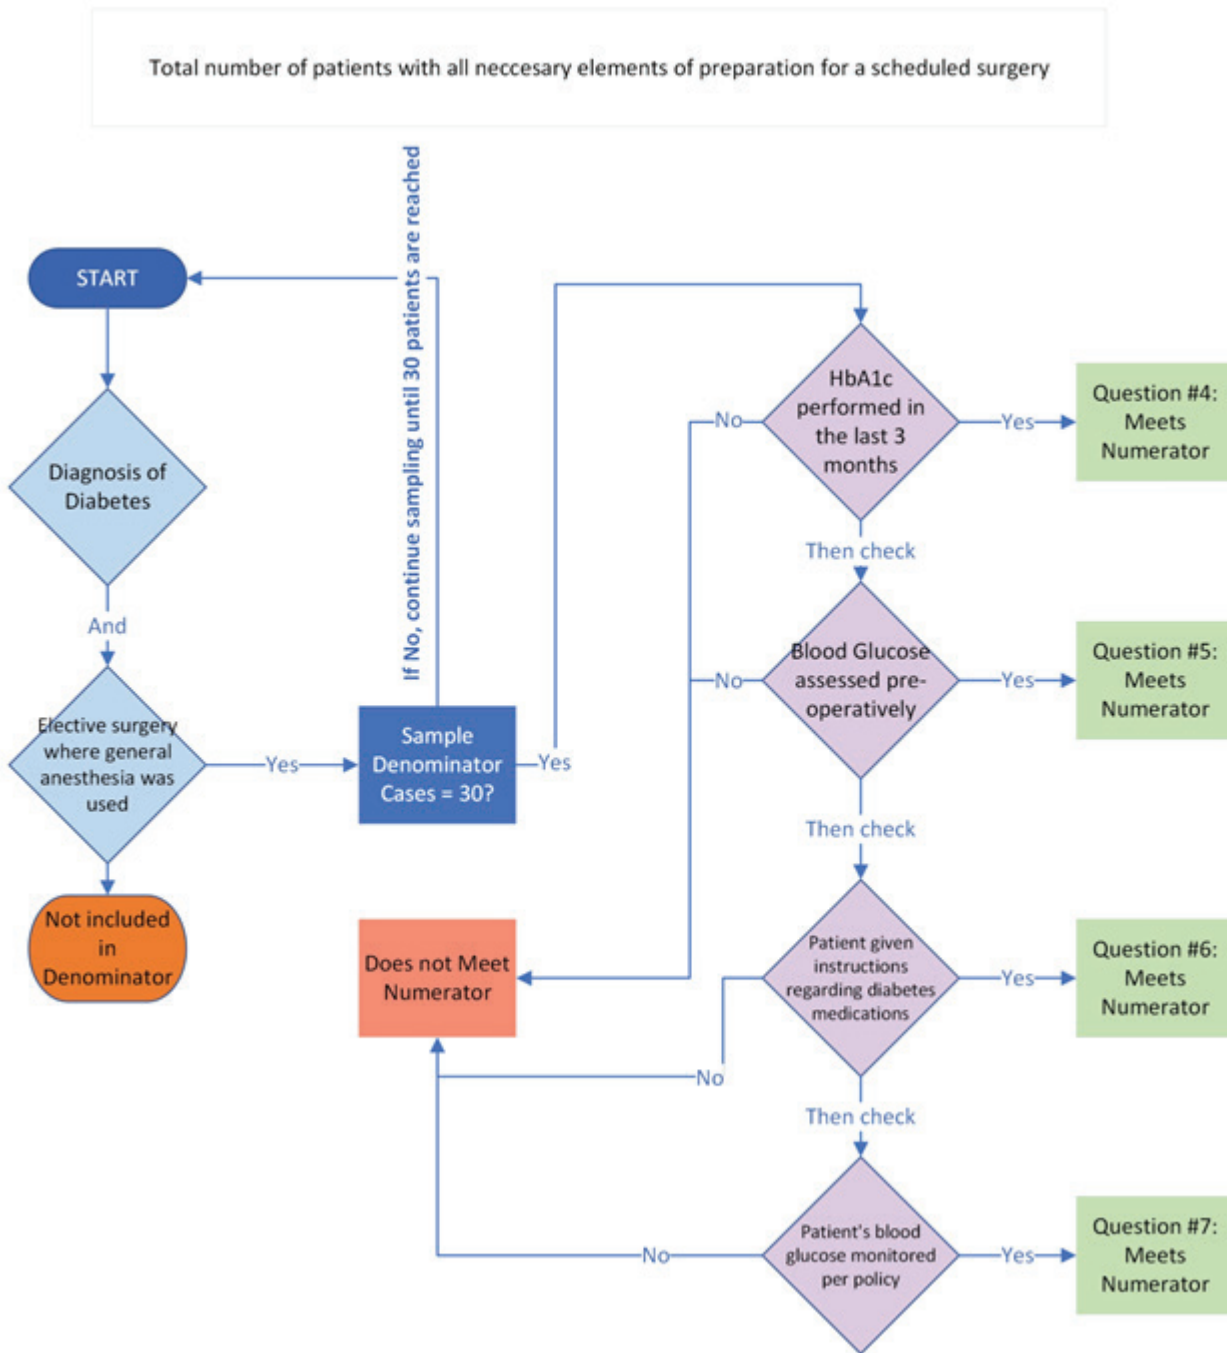 Total number of patients with all neccesary elements of preparation for a scheduled surgery
If No, continue sampling until 30 patients are reached
START
Diagnosis of
Diabetes
And
Elective surgery
where general
anesthesia was
used
Yes
Not included
in
Denominator
Sample
Denominator
Cases = 30?
Yes
Does not Meet
Numerator
HbA1c
performed in
the last 3
months
No
Yes
Question #4:
Meets
Numerator
Then check
Blood Glucose
assessed pre-
operatively
No
Yes
Question #5:
Meets
Numerator
Then check
Patient given
instructions
regarding diabetes
medications
No
Yes
Question #6:
Meets
Numerator
Then check
Patient's blood
glucose monitored
per policy
No
Yes
Question #7:
Meets
Numerator